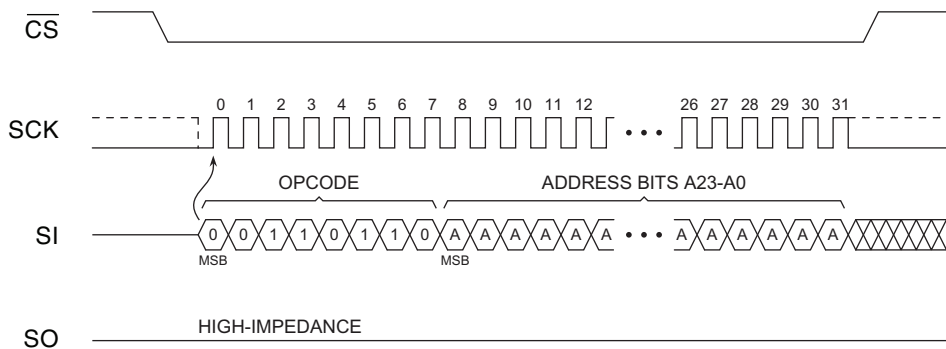 CS
0 1 2 3 4 5 6 7 8 9 10 11 12 26 27 28 29 30 31
SCK
OPCODE ADDRESS BITS A23-A0
SI 0 0 1 1 0 1 1 0 A A A A A A A A A A A A
MSB MSB
HIGH-IMPEDANCE
SO